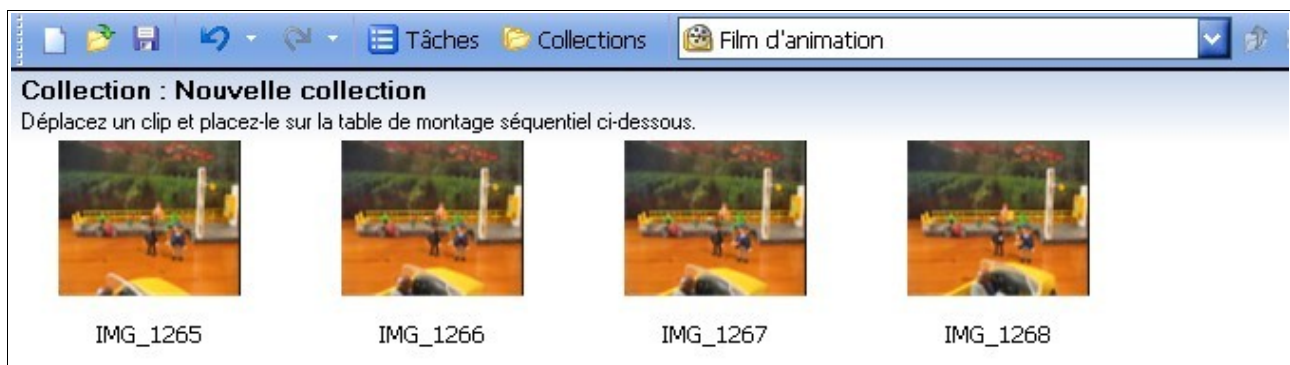 Tâches Collections Film d'animation
Collection : Nouvelle collection
Déplacez un clip et placez-le sur la table de montage séquentiel ci-dessous.
IMG_1265 IMG_1266 IMG_1267 IMG_1268